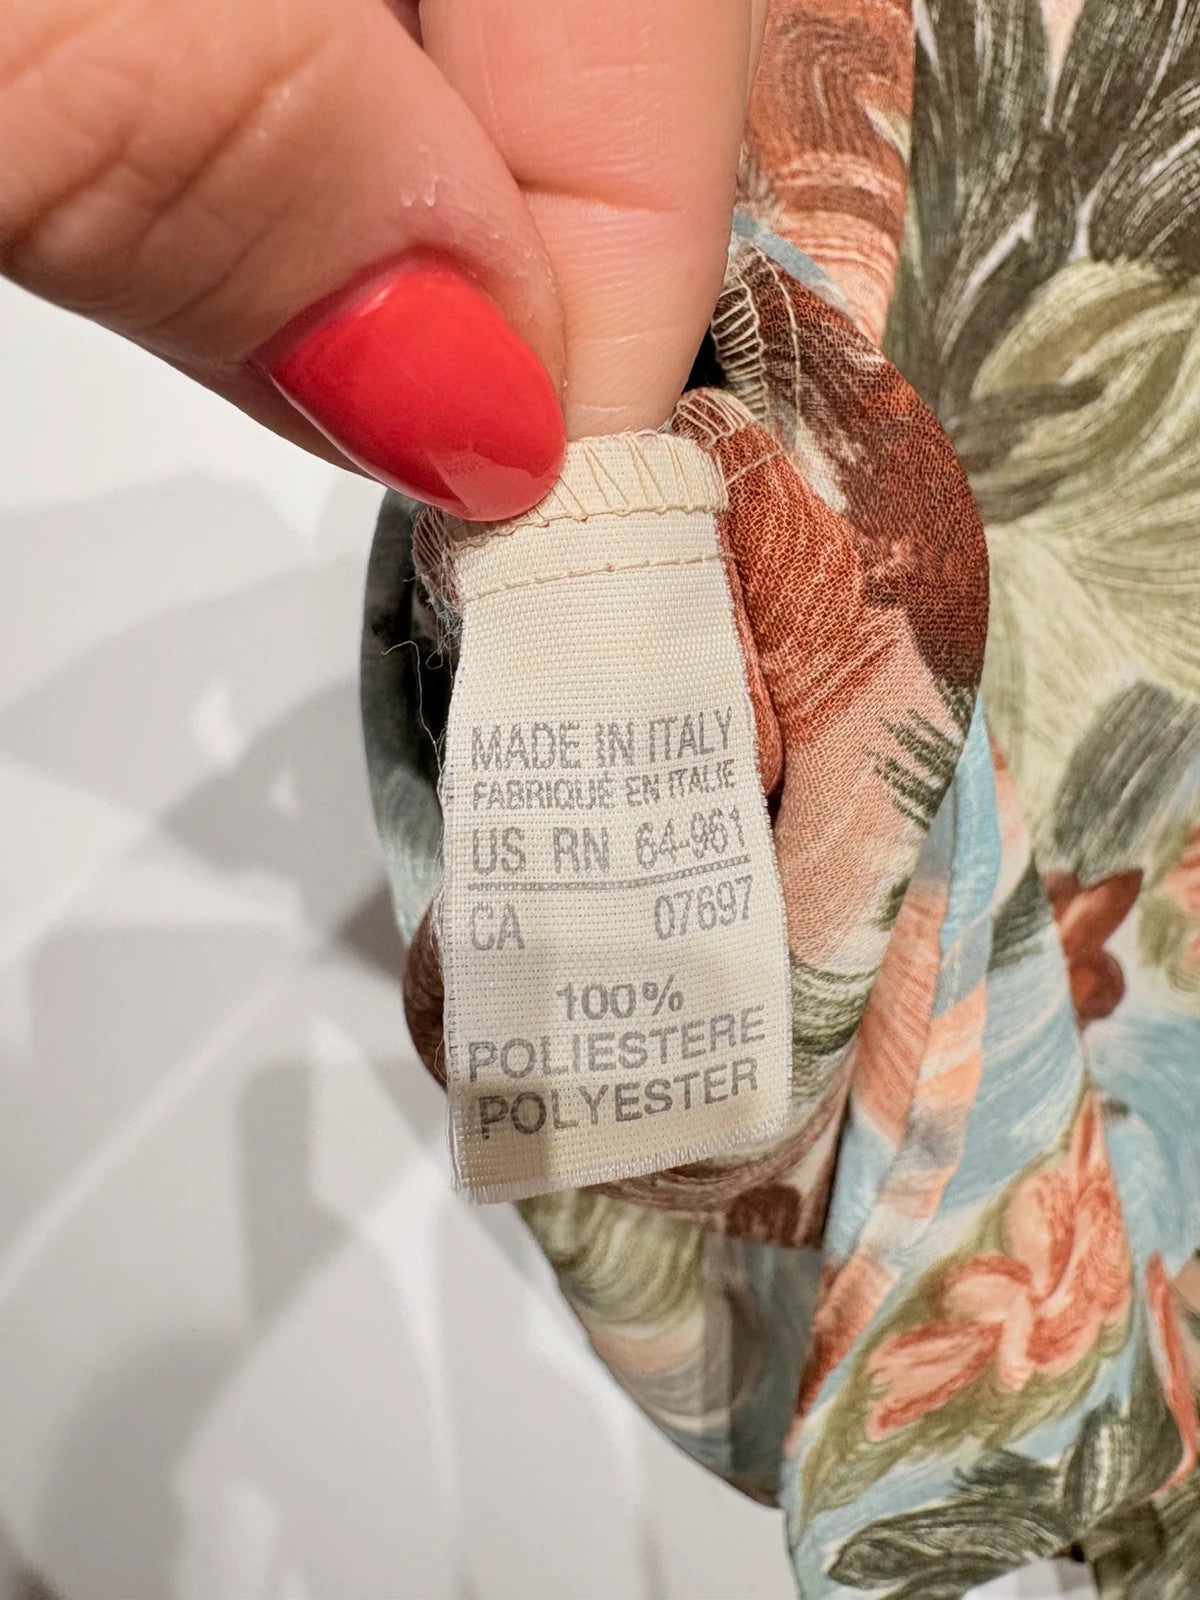 MADE IN ITALY
FABRIQUÉ EN ITALIE
US RN 64-961
CA 07697
100%
POLIESTERE
POLYESTER